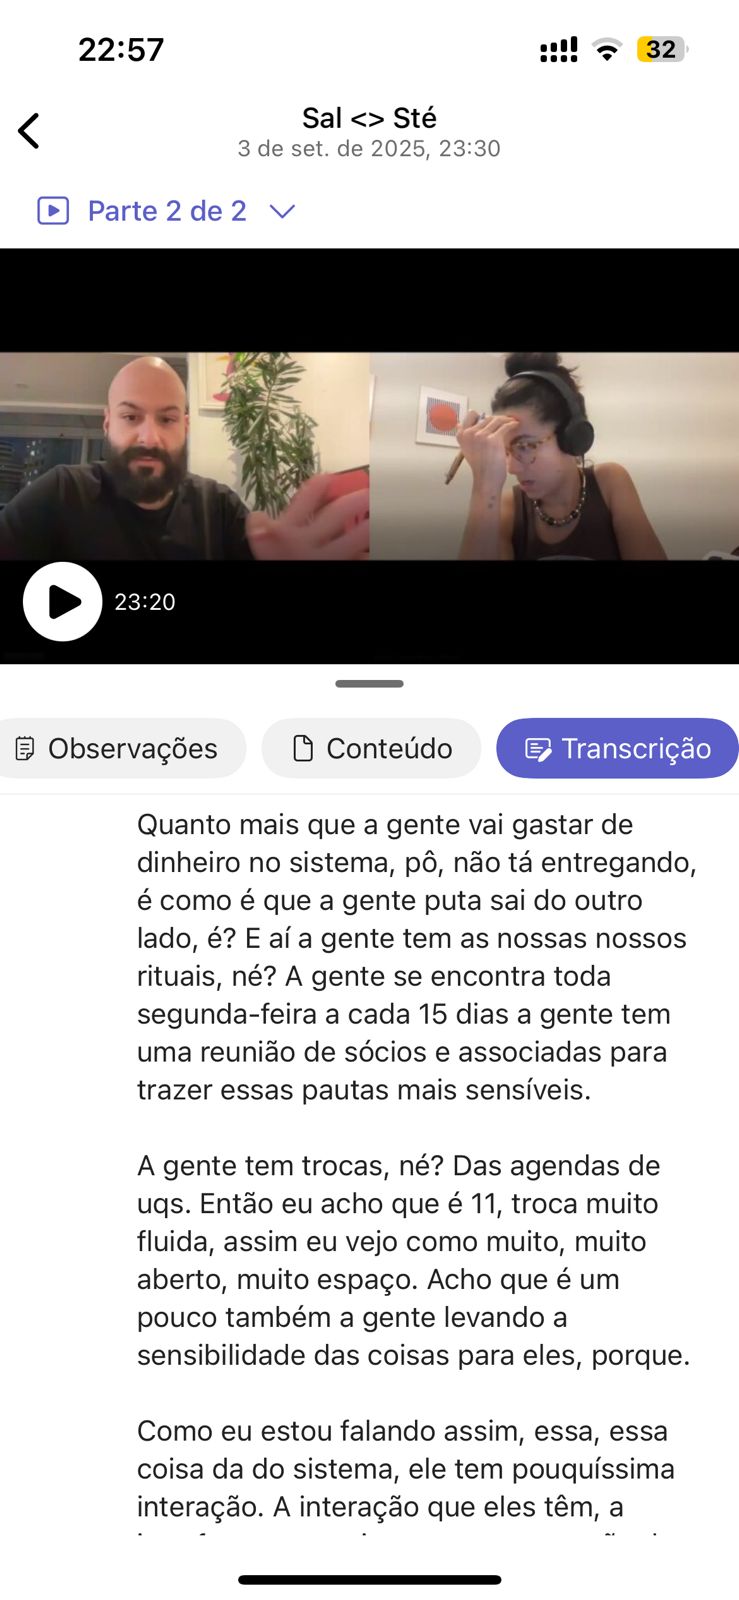 22:57
32
Sal <> Sté
3 de set. de 2025, 23:30
Parte 2 de 2
23:20
Observações
Conteúdo
Transcrição
Quanto mais que a gente vai gastar de
dinheiro no sistema, pô, não tá entregando,
é como é que a gente puta sai do outro
lado, é? E aí a gente tem as nossas nossos
rituais, né? A gente se encontra toda
segunda-feira a cada 15 dias a gente tem
uma reunião de sócios e associadas para
trazer essas pautas mais sensíveis.
A gente tem trocas, né? Das agendas de
uqs. Então eu acho que é 11, troca muito
fluida, assim eu vejo como muito, muito
aberto, muito espaço. Acho que é um
pouco também a gente levando a
sensibilidade das coisas para eles, porque.
Como eu estou falando assim, essa, essa
coisa da do sistema, ele tem pouquíssima
interação. A interação que eles têm, a